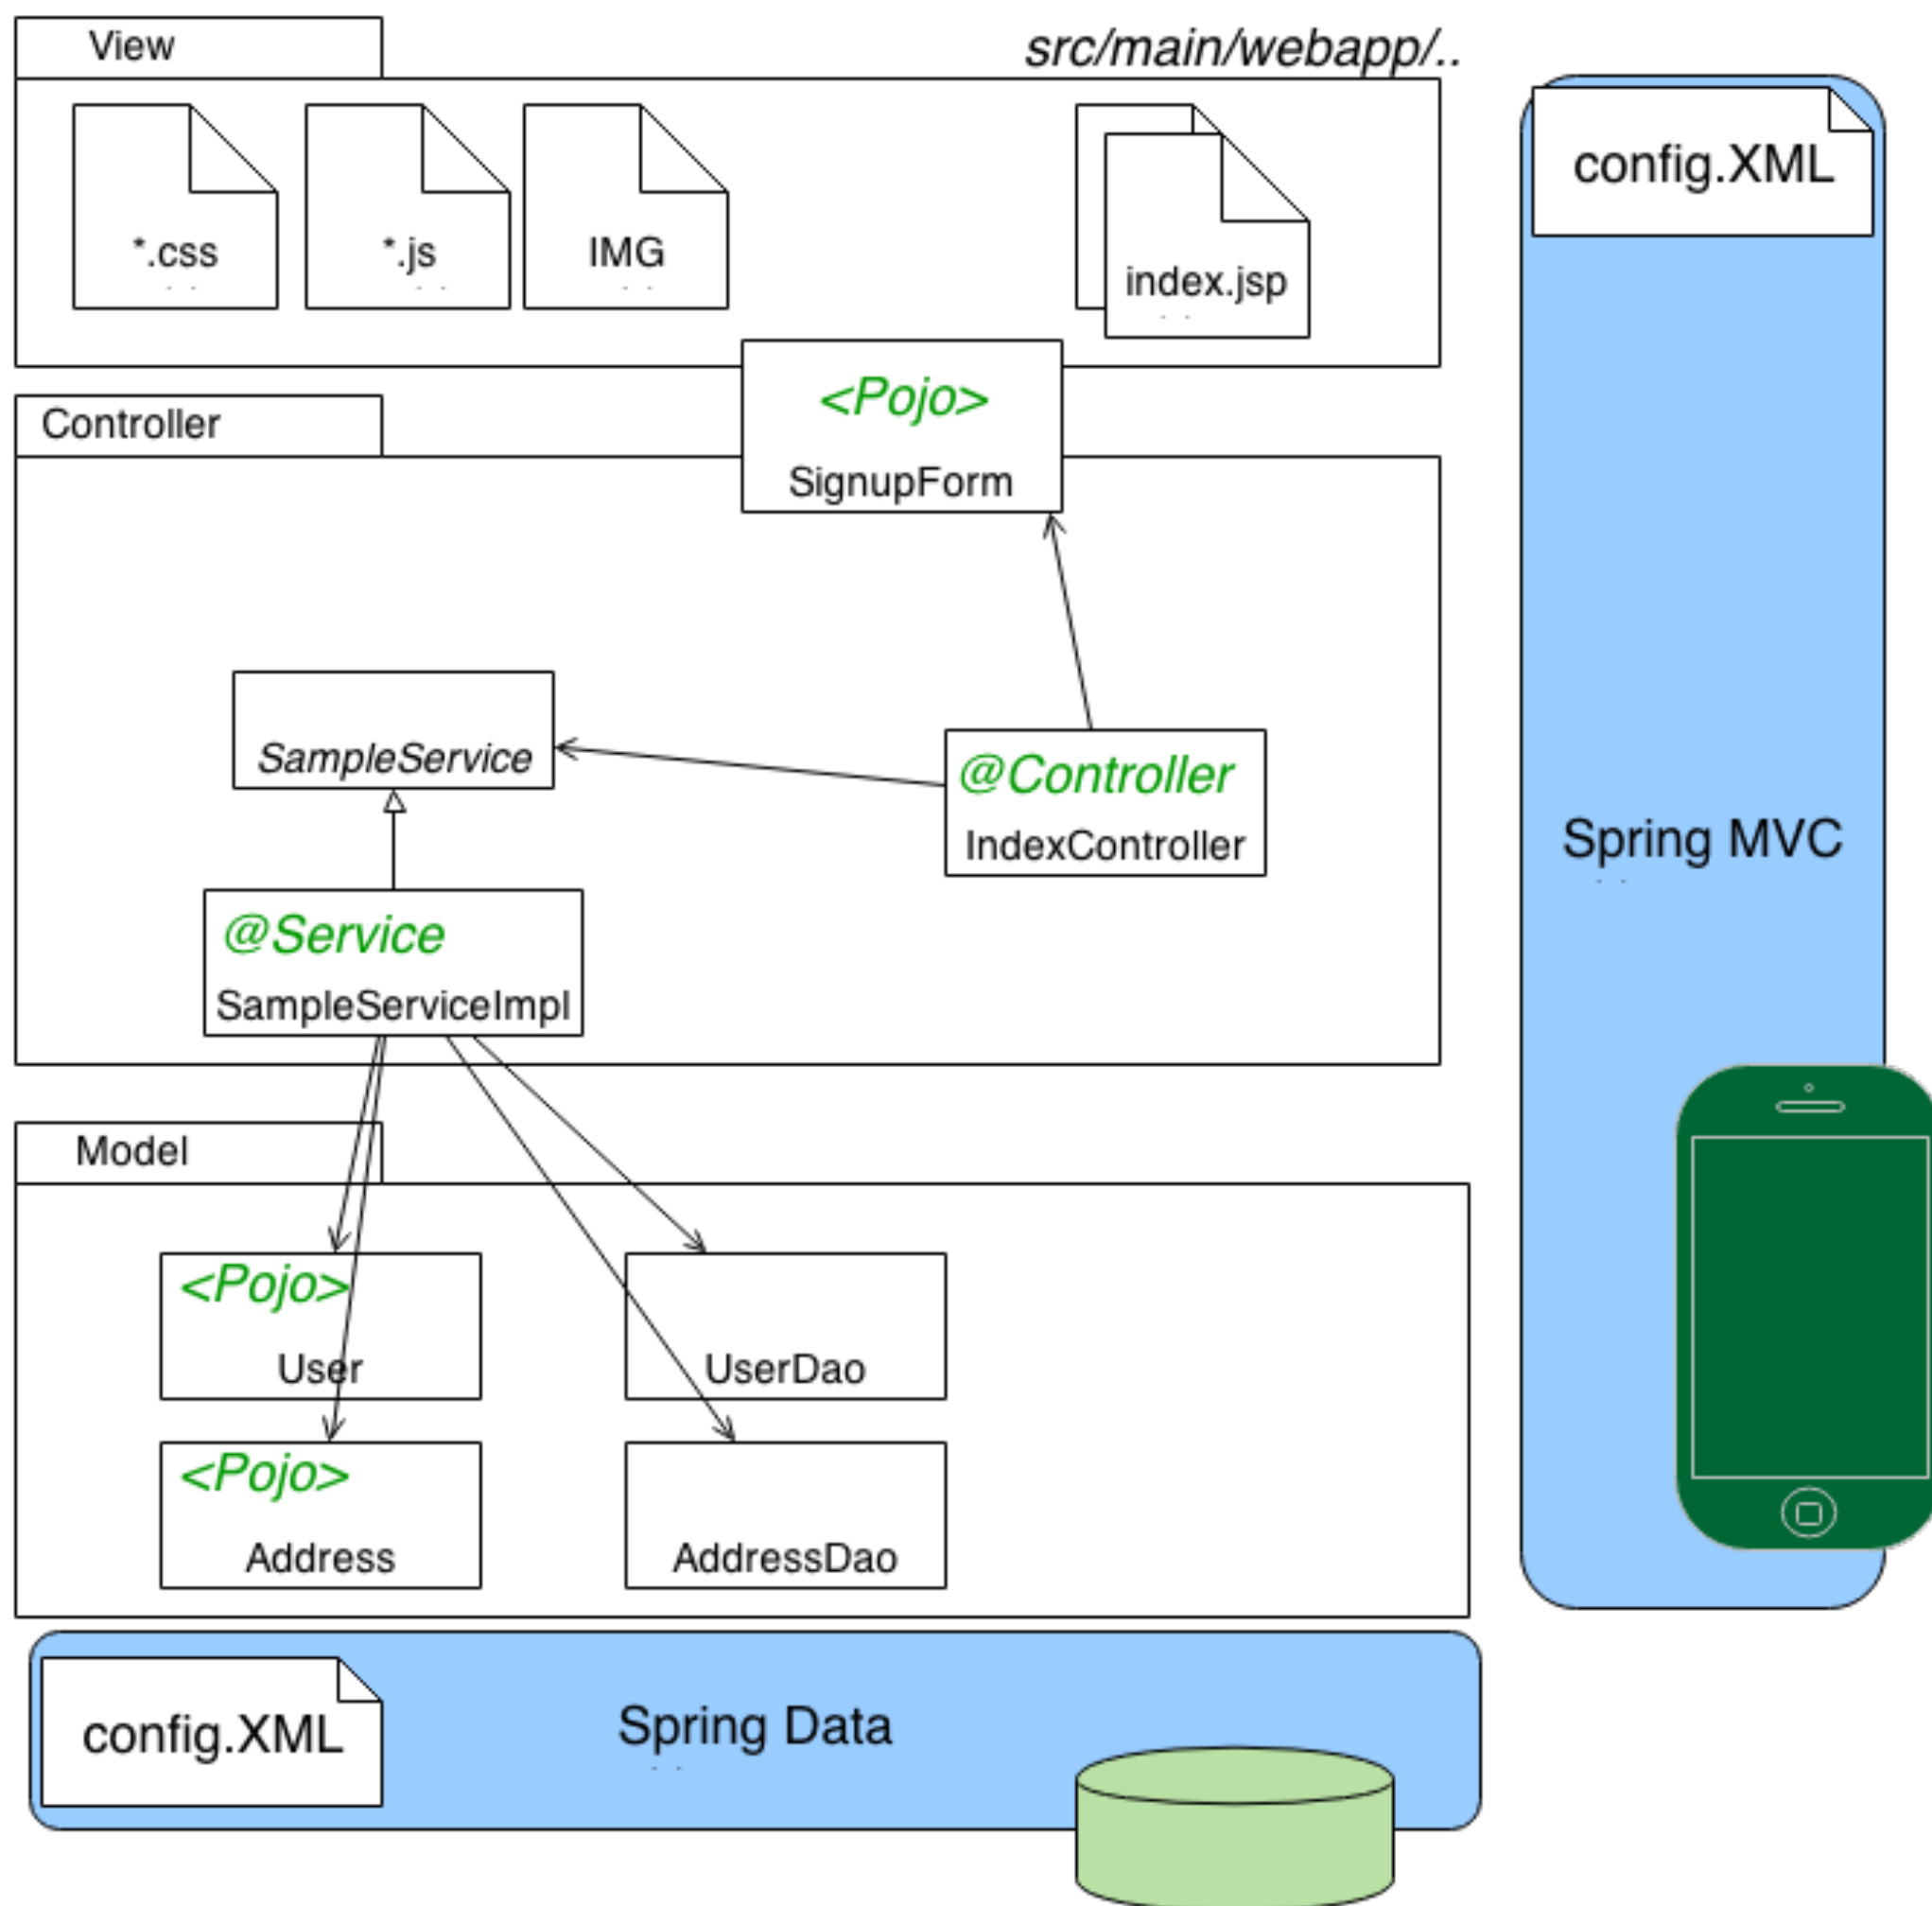 View
src/main/webapp/..
*.css
*.js
IMG
index.jsp
config.XML
<Pojo>
SignupForm
Controller
SampleService
@Controller
IndexController
Spring MVC
@Service
SampleServiceImpl
Model
<Pojo>
User
UserDao
<Pojo>
Address
AddressDao
config.XML
Spring Data